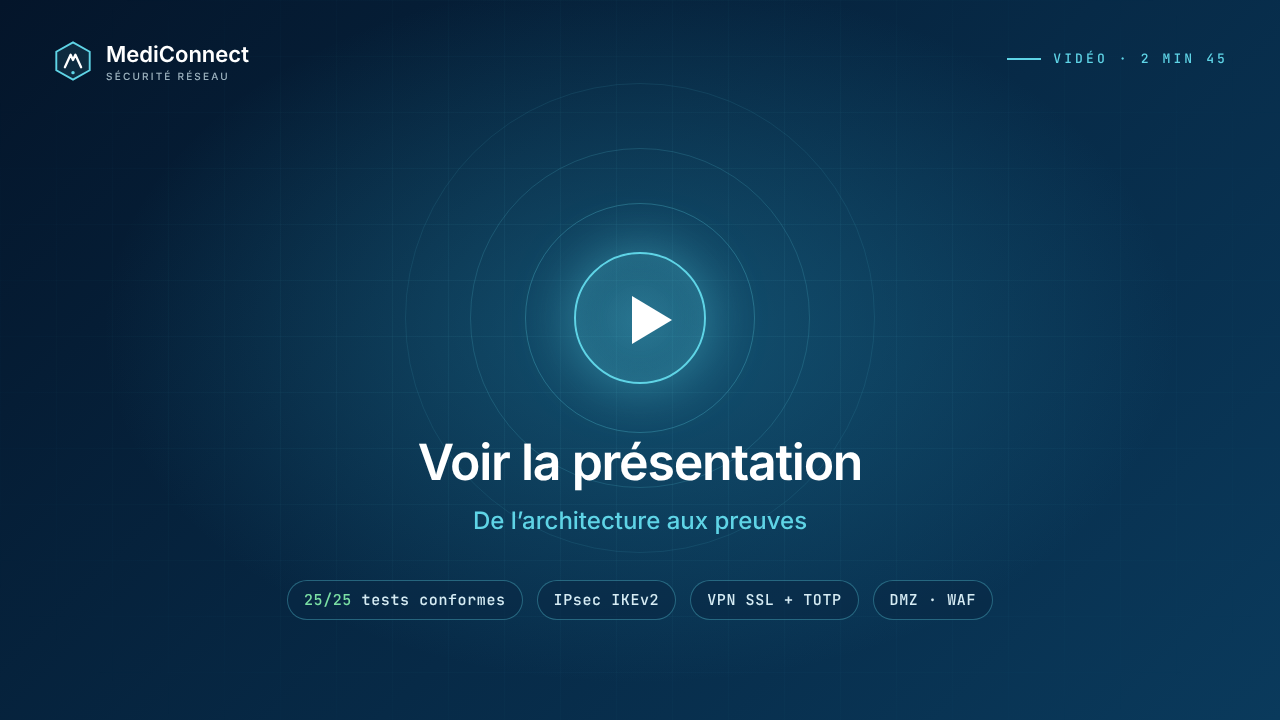 MediConnect
SÉCURITÉ RÉSEAU
VIDÉO · 2 MIN 45
Voir la présentation
De l’architecture aux preuves
25/25 tests conformes
IPsec IKEv2
VPN SSL + TOTP
DMZ · WAF